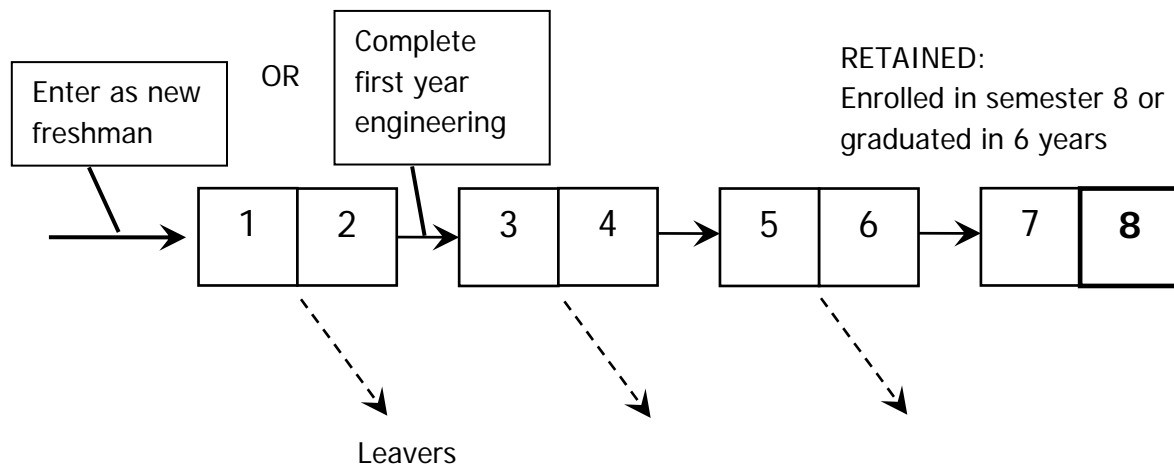 Enter as new
freshman
OR
Complete
first year
engineering
RETAINED:
Enrolled in semester 8 or
graduated in 6 years
1 2 3 4 5 6 7 8
Leavers